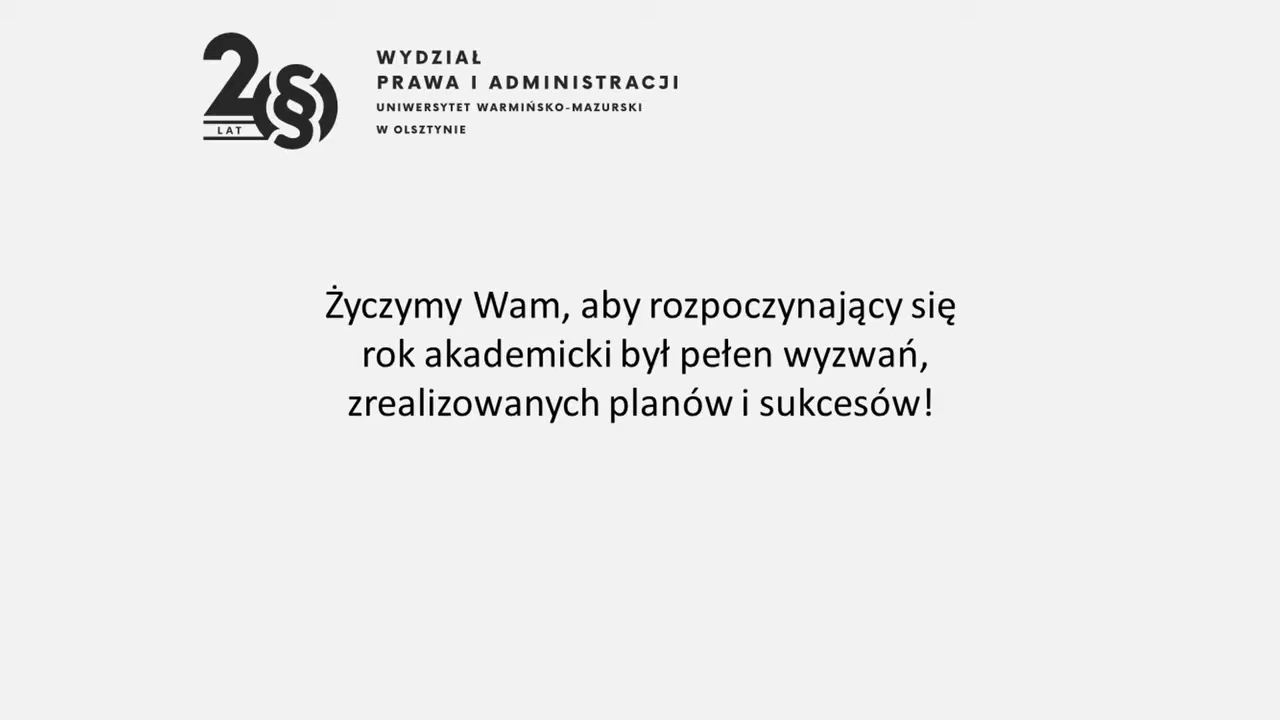 20
LAT
WYDZIAŁ
PRAWA I ADMINISTRACJI
UNIWERSYTET WARMIŃSKO-MAZURSKI
W OLSZTYNIE
Życzymy Wam, aby rozpoczynający się
rok akademicki był pełen wyzwań,
zrealizowanych planów i sukcesów!